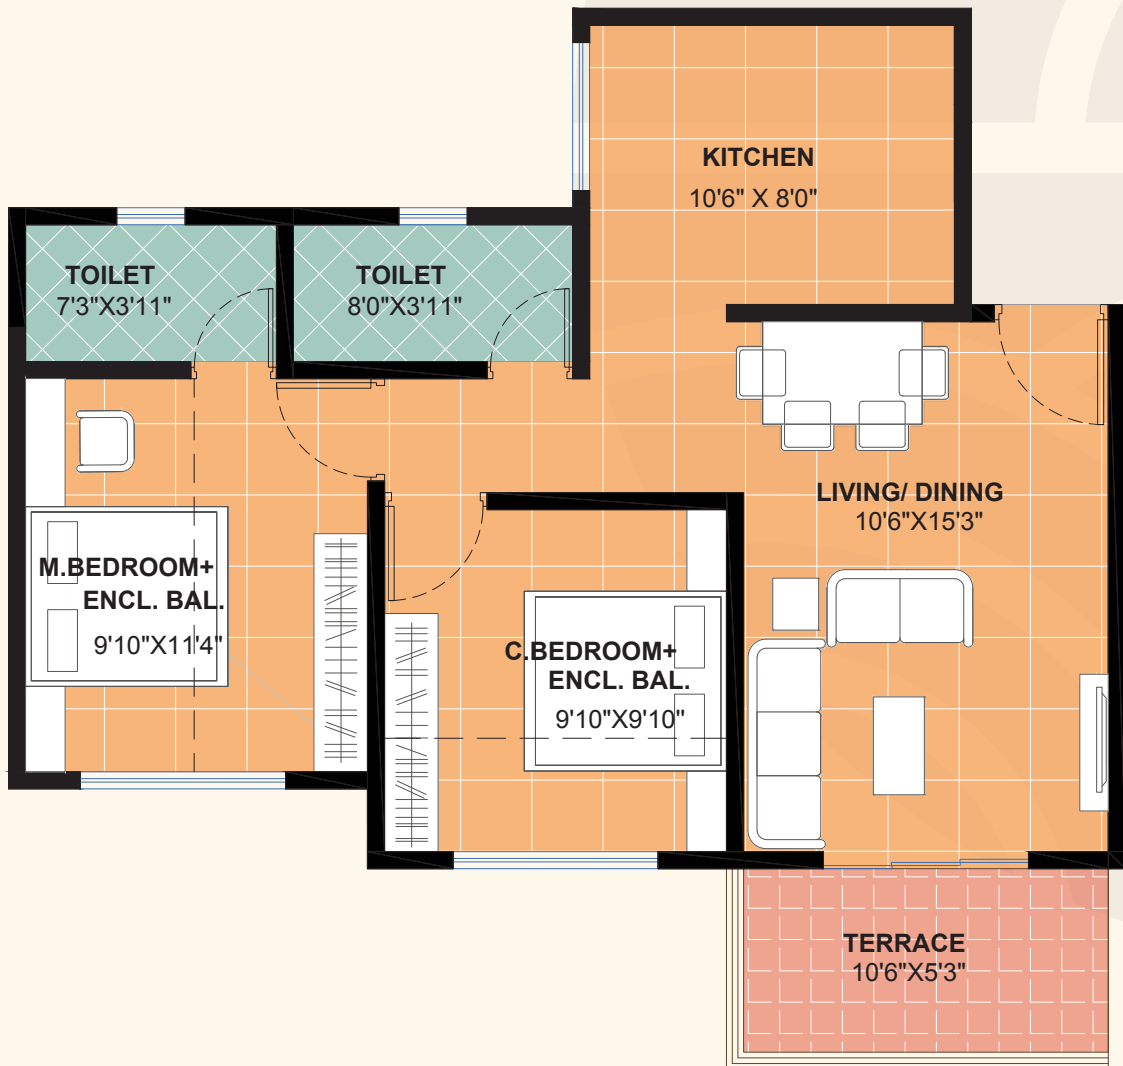 KITCHEN
10'6" X 8'0"
TOILET
7'3"X3'11"
TOILET
8'0"X3'11"
LIVING/ DINING
10'6"X15'3"
M.BEDROOM+
ENCL. BAL.
9'10"X11'4"
C.BEDROOM+
ENCL. BAL.
9'10"X9'10"
TERRACE
10'6"X5'3"